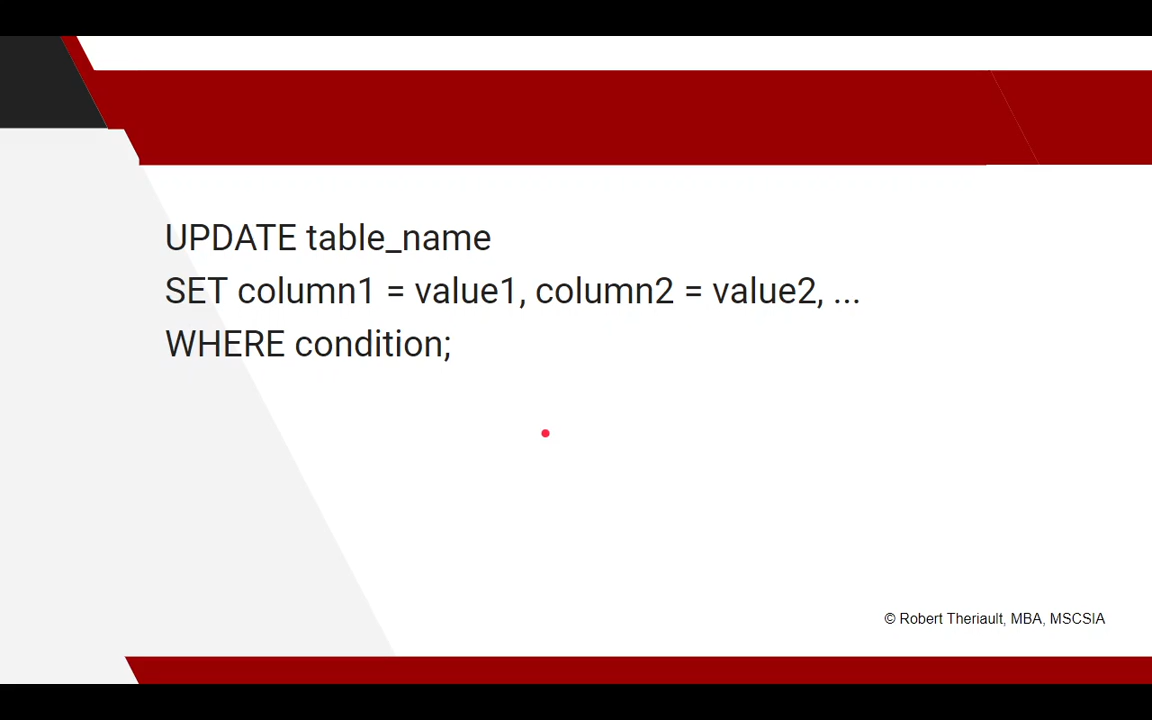 UPDATE table_name
SET column1 = value1, column2 = value2, ...
WHERE condition;
© Robert Theriault, MBA, MSCSIA